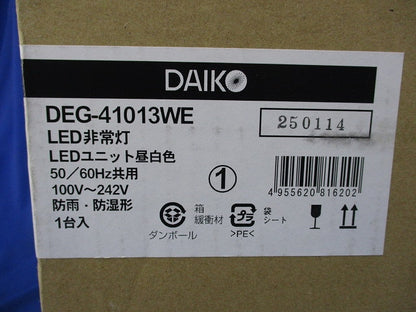 DAIKO
DEG-41013WE
250114
LED非常灯
LEDユニット昼白色
50／60Hz共用
100V～242V
防雨・防湿形
1台入
①
4 955620 816202
ダンボール
箱
緩衝材
プラ
袋
シート
>PE<